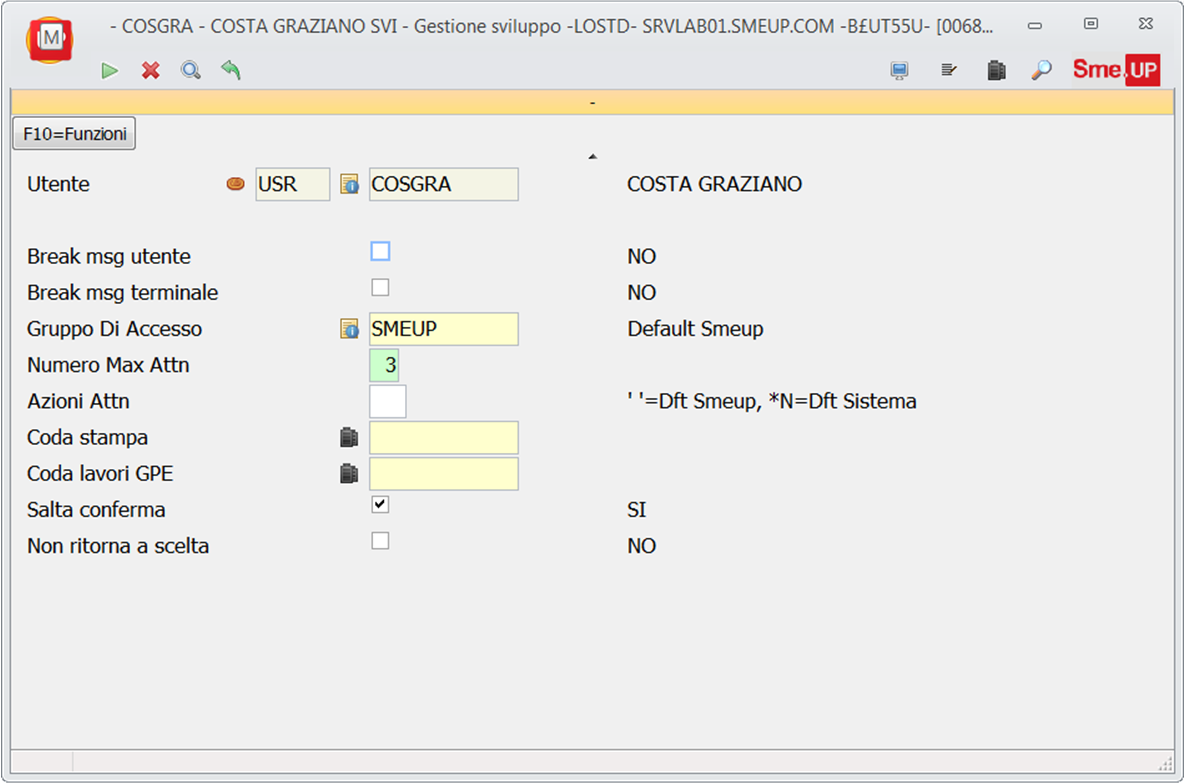 - COSGRA - COSTA GRAZIANO SVI - Gestione sviluppo -LOSTD- SRVLAB01.SMEUP.COM -B£UT55U- [0068...
M
Sme.UP
-
F10=Funzioni
Utente USR COSGRA COSTA GRAZIANO
Break msg utente NO
Break msg terminale NO
Gruppo Di Accesso SMEUP Default Smeup
Numero Max Attn 3
Azioni Attn ' '=Dft Smeup, *N=Dft Sistema
Coda stampa
Coda lavori GPE
Salta conferma SI
Non ritorna a scelta NO